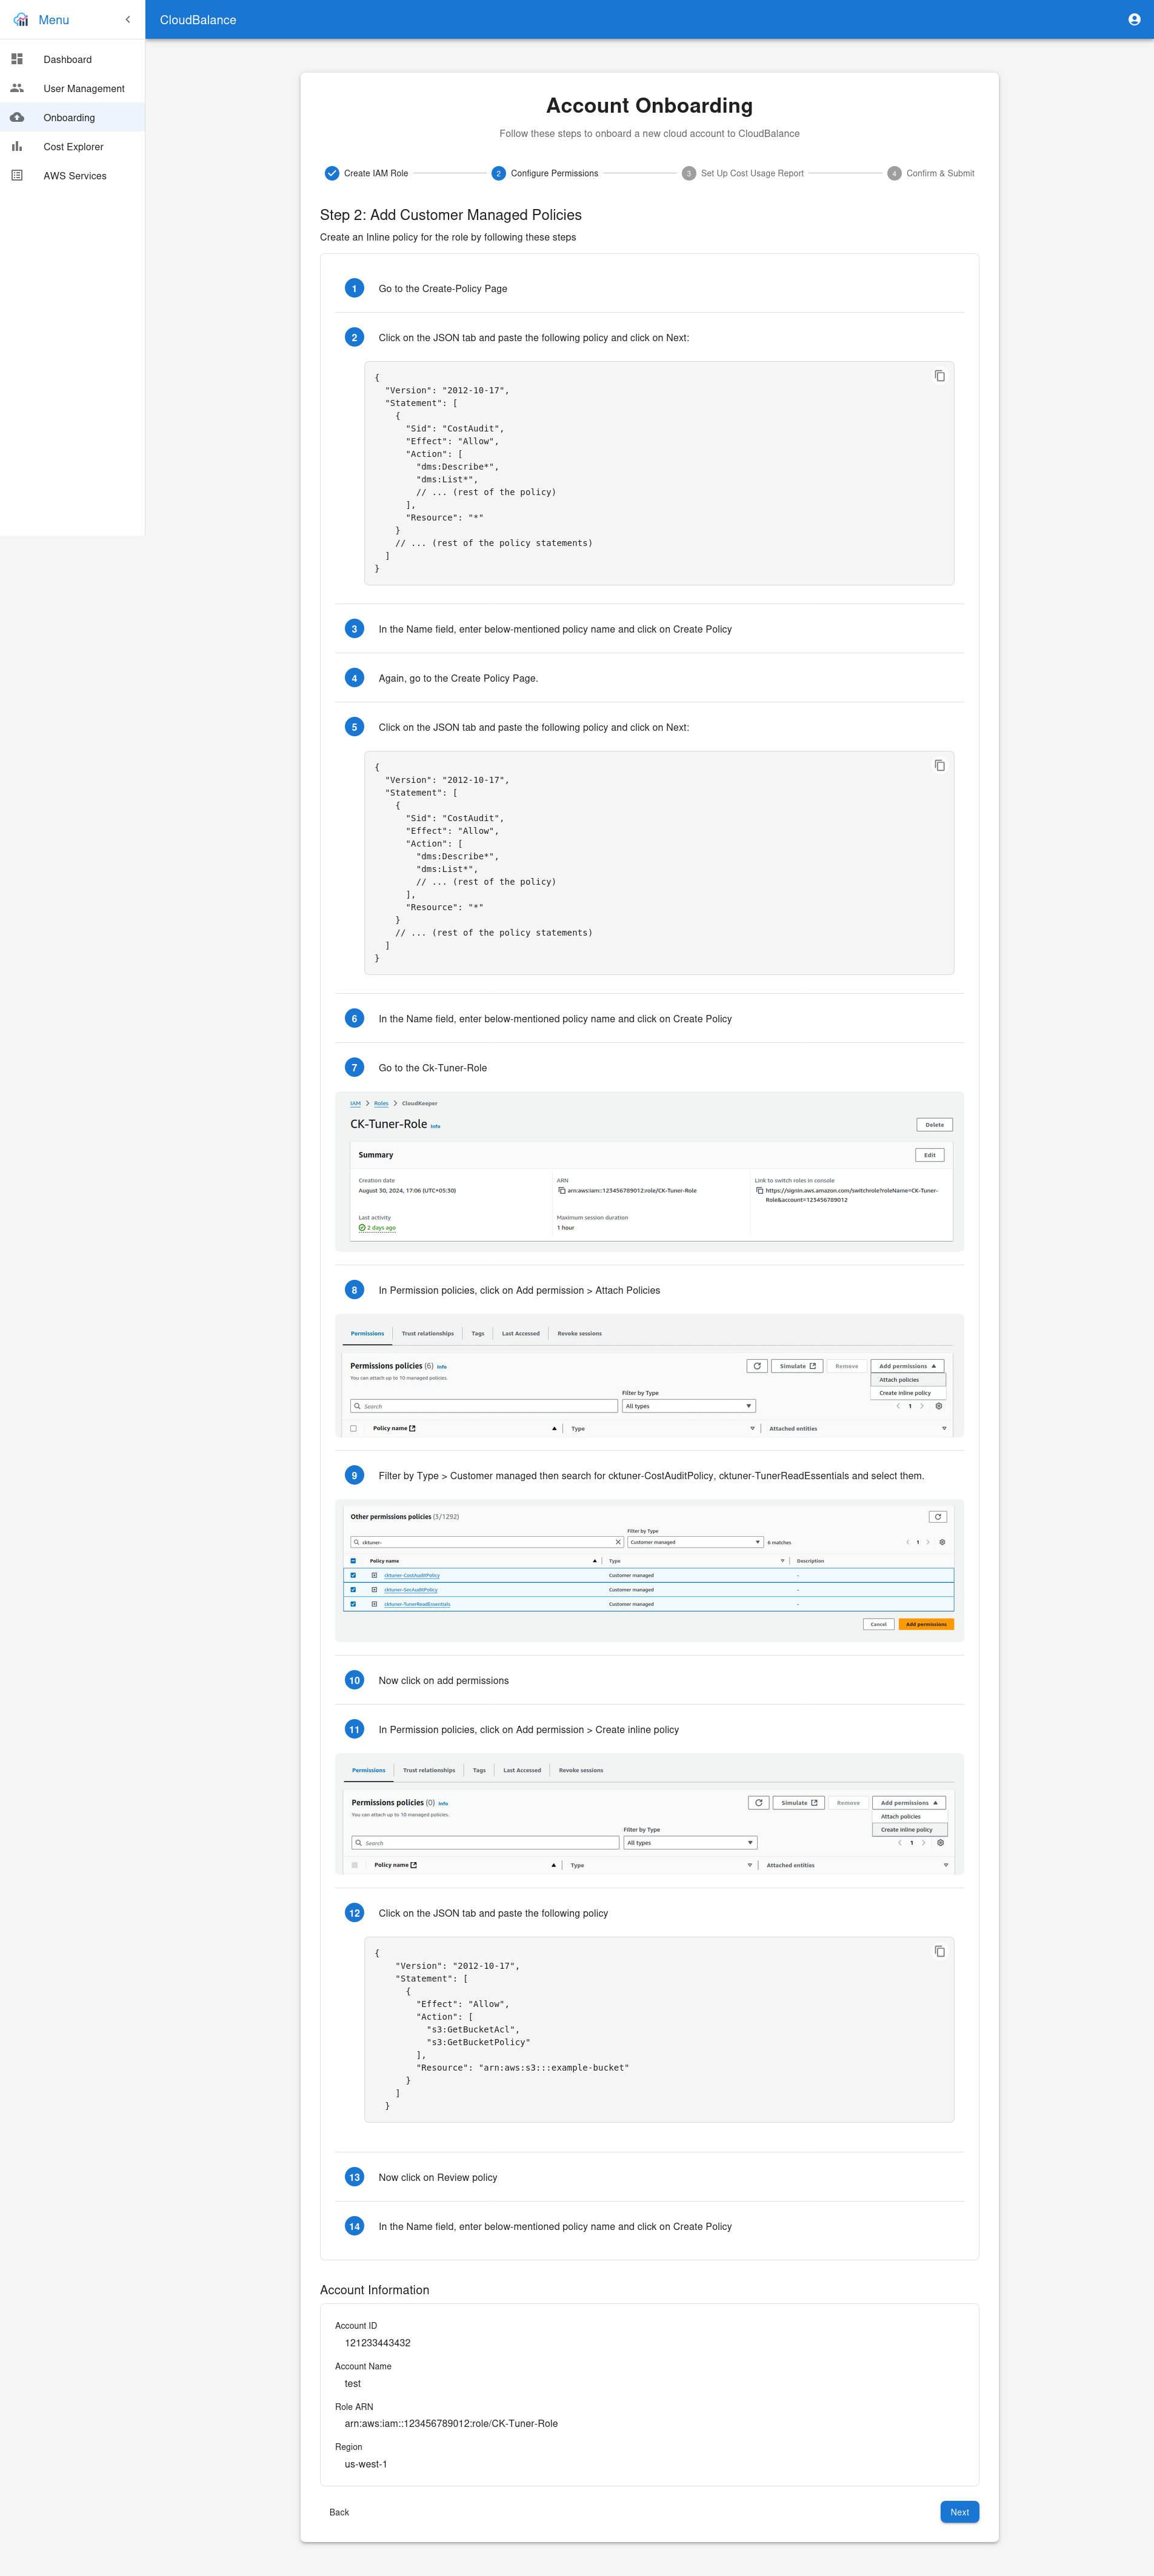 Menu
CloudBalance
Dashboard
User Management
Onboarding
Cost Explorer
AWS Services
Account Onboarding
Follow these steps to onboard a new cloud account to CloudBalance
Create IAM Role
2 Configure Permissions
3 Set Up Cost Usage Report
4 Confirm & Submit
Step 2: Add Customer Managed Policies
Create an Inline policy for the role by following these steps
1 Go to the Create-Policy Page
2 Click on the JSON tab and paste the following policy and click on Next:
{
"Version": "2012-10-17",
"Statement": [
{
"Sid": "CostAudit",
"Effect": "Allow",
"Action": [
"dms:Describe*",
"dms:List*",
// ... (rest of the policy)
],
"Resource": "*"
}
// ... (rest of the policy statements)
]
}
3 In the Name field, enter below-mentioned policy name and click on Create Policy
4 Again, go to the Create Policy Page.
5 Click on the JSON tab and paste the following policy and click on Next:
{
"Version": "2012-10-17",
"Statement": [
{
"Sid": "CostAudit",
"Effect": "Allow",
"Action": [
"dms:Describe*",
"dms:List*",
// ... (rest of the policy)
],
"Resource": "*"
}
// ... (rest of the policy statements)
]
}
6 In the Name field, enter below-mentioned policy name and click on Create Policy
7 Go to the Ck-Tuner-Role
IAM > Roles > CloudKeeper
CK-Tuner-Role Info
Delete
Summary
Edit
Creation date
August 30, 2024, 17:06 (UTC+05:30)
ARN
arn:aws:iam::123456789012:role/CK-Tuner-Role
Link to switch roles in console
https://signin.aws.amazon.com/switchrole?roleName=CK-Tuner-
Role&account=123456789012
Last activity
2 days ago
Maximum session duration
1 hour
8 In Permission policies, click on Add permission > Attach Policies
Permissions
Trust relationships
Tags
Last Accessed
Revoke sessions
Permissions policies (6) Info
You can attach up to 10 managed policies.
Simulate
Remove
Add permissions
Attach policies
Create inline policy
Filter by Type
Search
All types
1
Policy name
Type
Attached entities
9 Filter by Type > Customer managed then search for cktuner-CostAuditPolicy, cktuner-TunerReadEssentials and select them.
Other permissions policies (3/1292)
Filter by Type
cktuner-
Customer managed
6 matches
1
Policy name
Type
Description
cktuner-CostAuditPolicy Customer managed -
cktuner-SecAuditPolicy Customer managed -
cktuner-TunerReadEssentials Customer managed -
Cancel
Add permissions
10 Now click on add permissions
11 In Permission policies, click on Add permission > Create inline policy
Permissions
Trust relationships
Tags
Last Accessed
Revoke sessions
Permissions policies (0) Info
You can attach up to 10 managed policies.
Simulate
Remove
Add permissions
Attach policies
Create inline policy
Filter by Type
Search
All types
1
Policy name
Type
Attached entities
12 Click on the JSON tab and paste the following policy
{
"Version": "2012-10-17",
"Statement": [
{
"Effect": "Allow",
"Action": [
"s3:GetBucketAcl",
"s3:GetBucketPolicy"
],
"Resource": "arn:aws:s3:::example-bucket"
}
]
}
13 Now click on Review policy
14 In the Name field, enter below-mentioned policy name and click on Create Policy
Account Information
Account ID
121233443432
Account Name
test
Role ARN
arn:aws:iam::123456789012:role/CK-Tuner-Role
Region
us-west-1
Back
Next